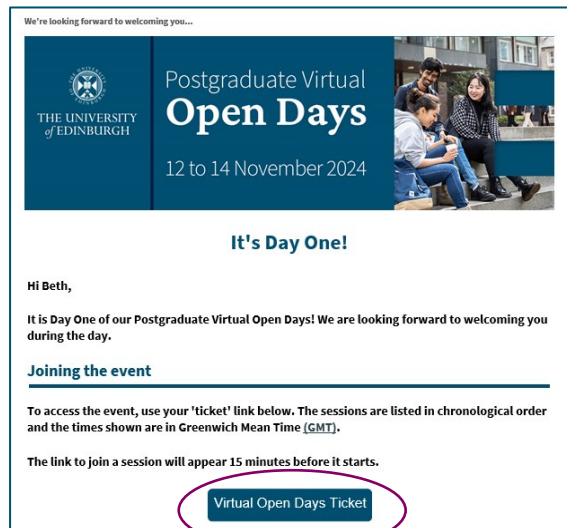 We're looking forward to welcoming you...
THE UNIVERSITY
of EDINBURGH
Postgraduate Virtual
Open Days
12 to 14 November 2024
It's Day One!
Hi Beth,
It is Day One of our Postgraduate Virtual Open Days! We are looking forward to welcoming you
during the day.
Joining the event
To access the event, use your 'ticket' link below. The sessions are listed in chronological order
and the times shown are in Greenwich Mean Time (GMT).
The link to join a session will appear 15 minutes before it starts.
Virtual Open Days Ticket